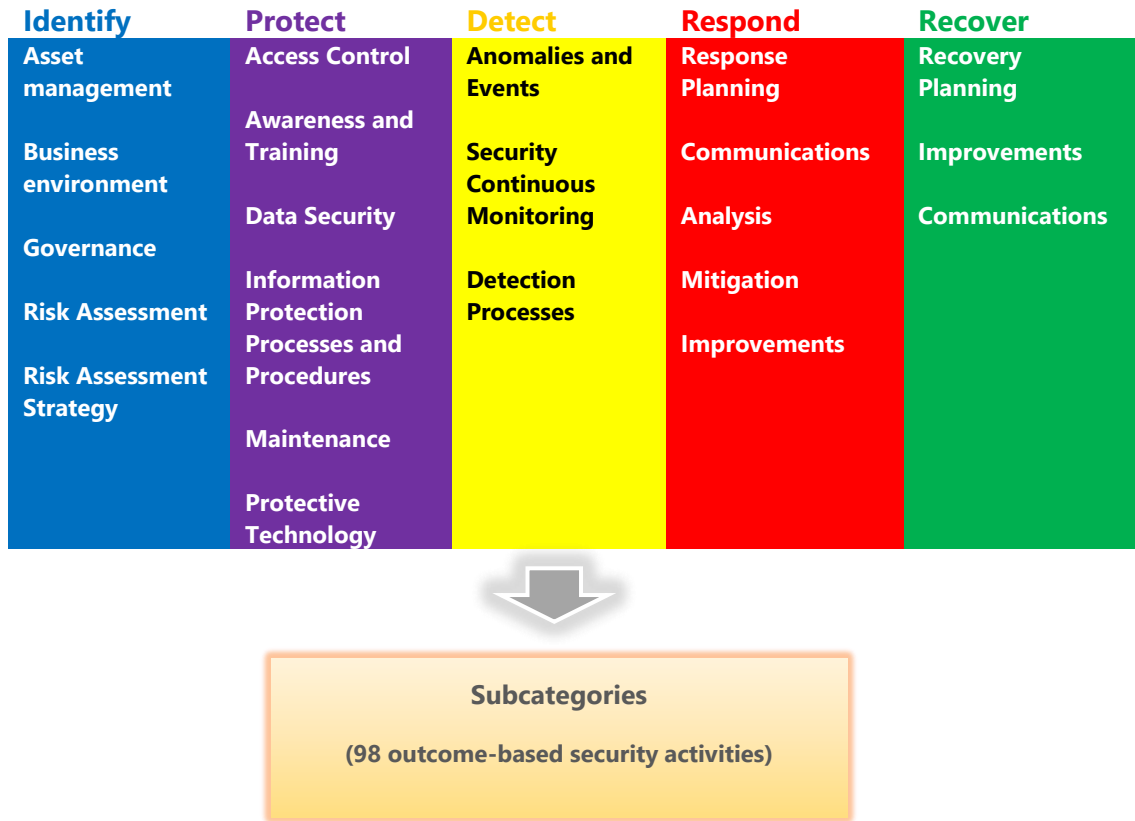 Identify
Asset
management
Business
environment
Governance
Risk Assessment
Risk Assessment
Strategy
Protect
Access Control
Awareness and
Training
Data Security
Information
Protection
Processes and
Procedures
Maintenance
Protective
Technology
Detect
Anomalies and
Events
Security
Continuous
Monitoring
Detection
Processes
Respond
Response
Planning
Communications
Analysis
Mitigation
Improvements
Recover
Recovery
Planning
Improvements
Communications
Subcategories
(98 outcome-based security activities)